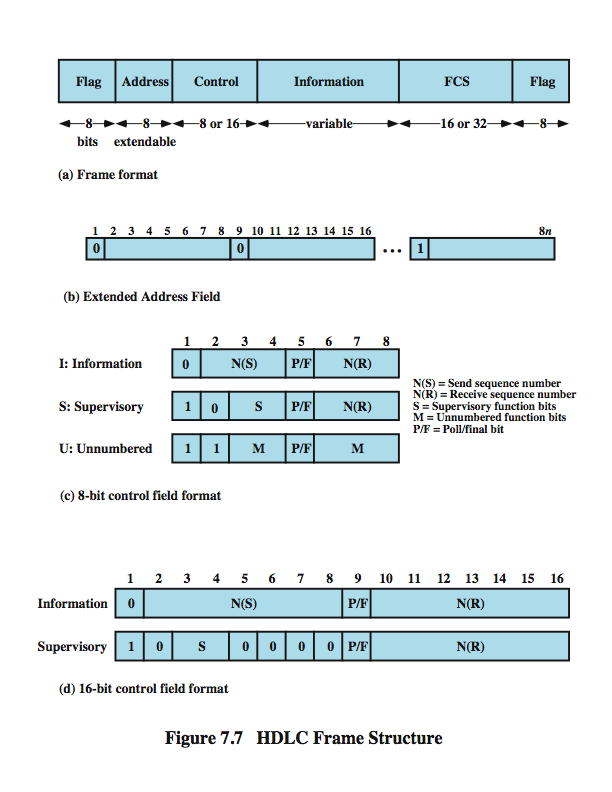 Flag Address Control Information FCS Flag
8 8 8 or 16 variable 16 or 32 8
bits extendable
(a) Frame format
1 2 3 4 5 6 7 8 9 10 11 12 13 14 15 16 8n
0 0 ... 1
(b) Extended Address Field
1 2 3 4 5 6 7 8
I: Information 0 N(S) P/F N(R)
S: Supervisory 1 0 S P/F N(R)
U: Unnumbered 1 1 M P/F M
N(S) = Send sequence number
N(R) = Receive sequence number
S = Supervisory function bits
M = Unnumbered function bits
P/F = Poll/final bit
(c) 8-bit control field format
1 2 3 4 5 6 7 8 9 10 11 12 13 14 15 16
Information 0 N(S) P/F N(R)
Supervisory 1 0 S 0 0 0 0 P/F N(R)
(d) 16-bit control field format
Figure 7.7 HDLC Frame Structure